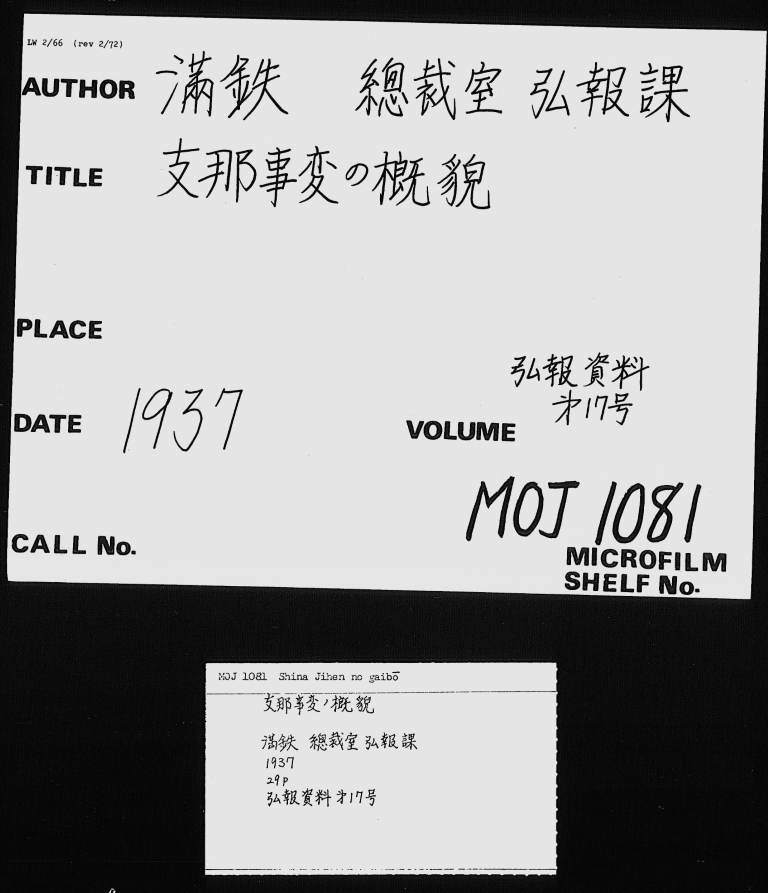 LW 2/66 (rev 2/72)
AUTHOR 滿鉄 總裁室 弘報課
TITLE 支那事変の概貌
PLACE
弘報資料
DATE 1937 VOLUME 才17号
MOJ 1081
CALL No. MICROFILM
SHELF No.
MOJ 1081 Shina Jihen no gaibō
支那事変ノ概貌
滿鉄 總裁室 弘報課
1937
29p
弘報資料 才17号